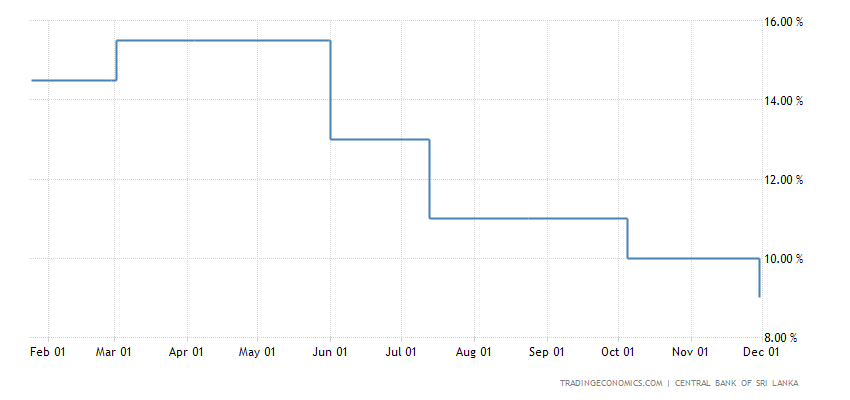 16.00 %
14.00 %
12.00 %
10.00 %
8.00 %
Feb 01 Mar 01 Apr 01 May 01 Jun 01 Jul 01 Aug 01 Sep 01 Oct 01 Nov 01 Dec 01
TRADINGECONOMICS.COM | CENTRAL BANK OF SRI LANKA